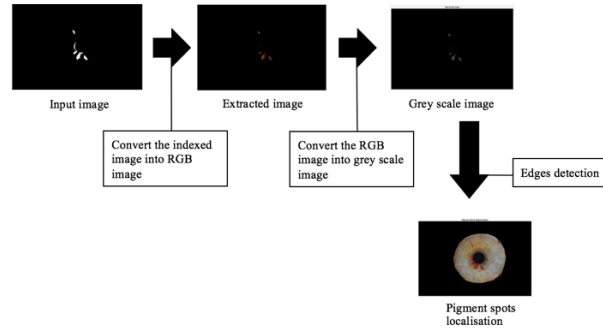 Input image
Extracted image
Grey scale image
Convert the indexed
image into RGB
image
Convert the RGB
image into grey scale
image
Edges detection
Pigment spots
localisation